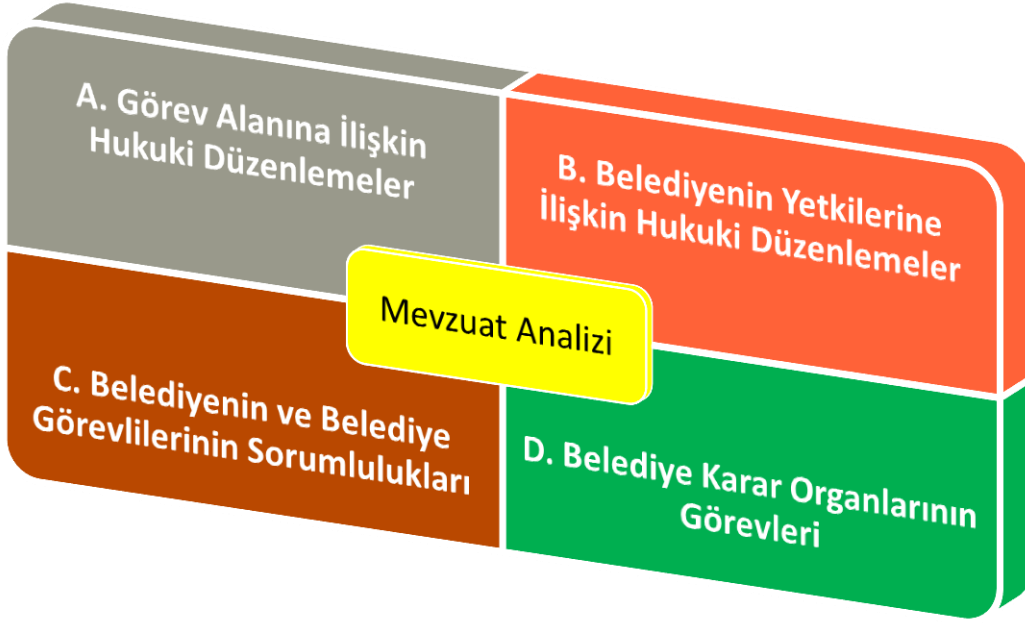 A. Görev Alanına İlişkin
Hukuki Düzenlemeler
B. Belediyenin Yetkilerine
İlişkin Hukuki Düzenlemeler
Mevzuat Analizi
C. Belediyenin ve Belediye
Görevlilerinin Sorumlulukları
D. Belediye Karar Organlarının
Görevleri